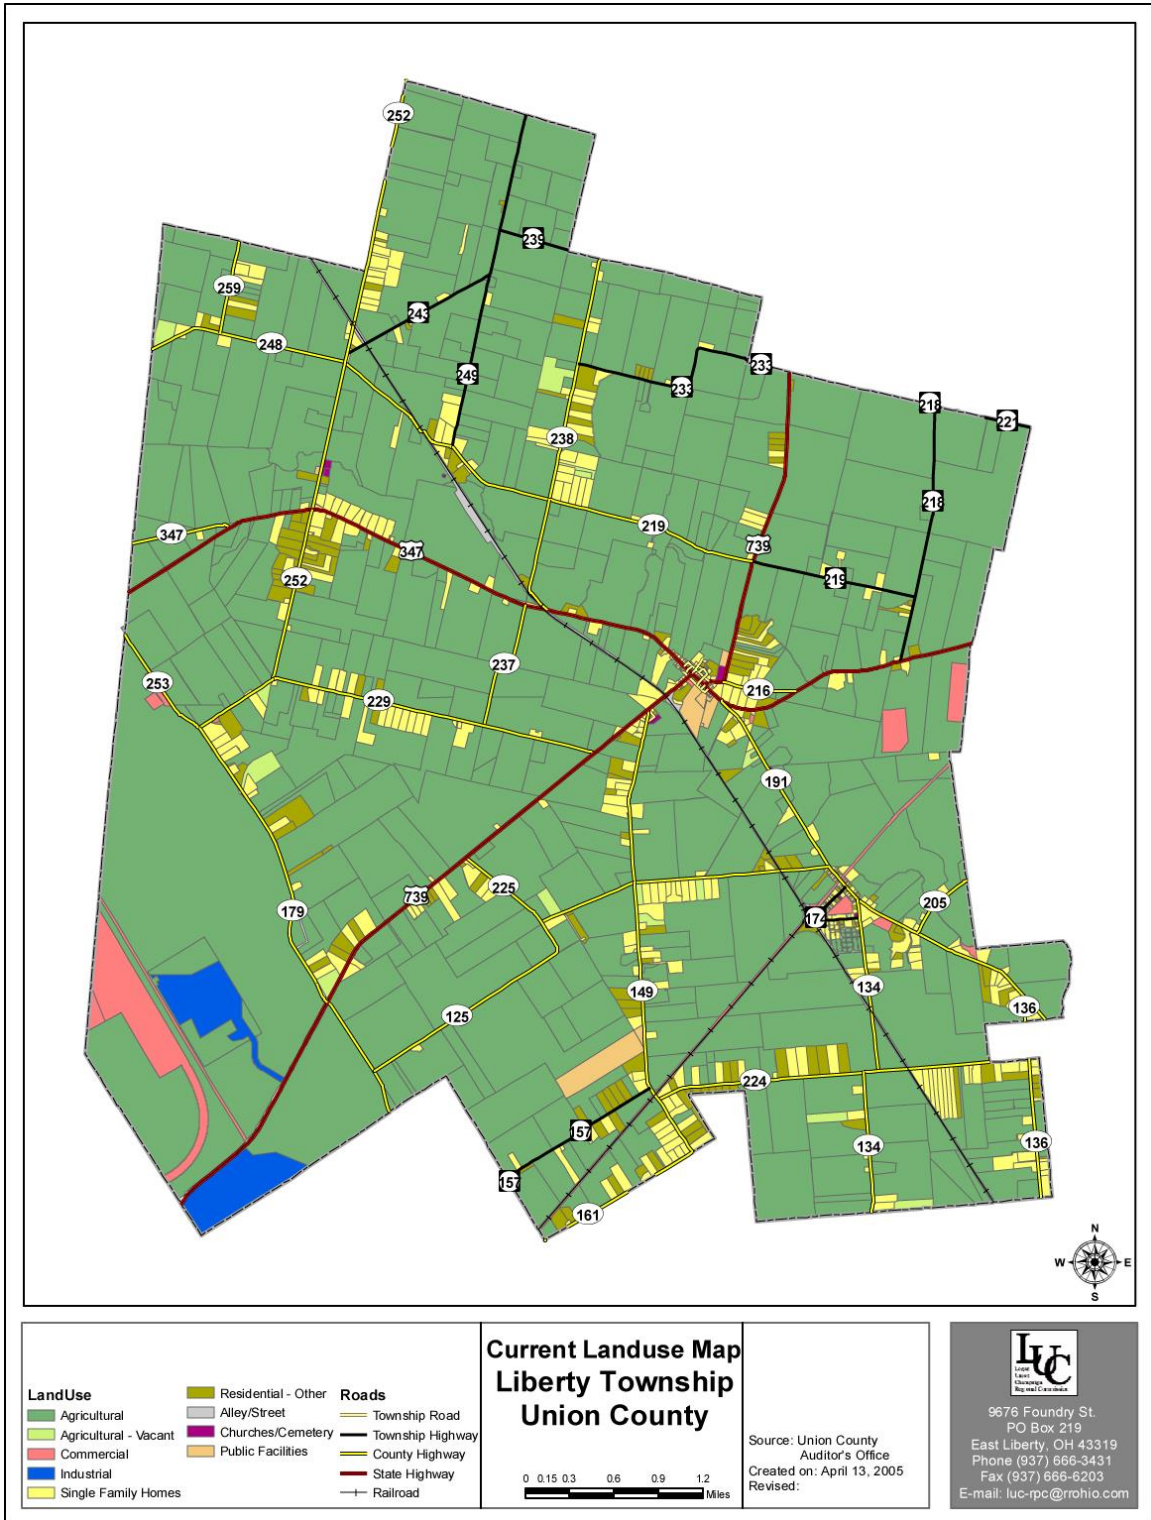 252
239
259
243
248
249
233
233
218
221
238
218
347
219
739
347
219
252
237
216
253
229
191
225
739
179
205
174
149
134
136
125
224
157
134
136
157
161
N
W E
S
LandUse
Agricultural
Agricultural - Vacant
Commercial
Industrial
Single Family Homes
Residential - Other
Alley/Street
Churches/Cemetery
Public Facilities
Roads
Township Road
Township Highway
County Highway
State Highway
Railroad
Current Landuse Map
Liberty Township
Union County
0 0.15 0.3 0.6 0.9 1.2
Miles
Source: Union County
Auditor's Office
Created on: April 13, 2005
Revised:
LUC
Logan
Union
Champaign
Regional Commission
9676 Foundry St.
PO Box 219
East Liberty, OH 43319
Phone (937) 666-3431
Fax (937) 666-6203
E-mail: luc-rpc@rrohio.com